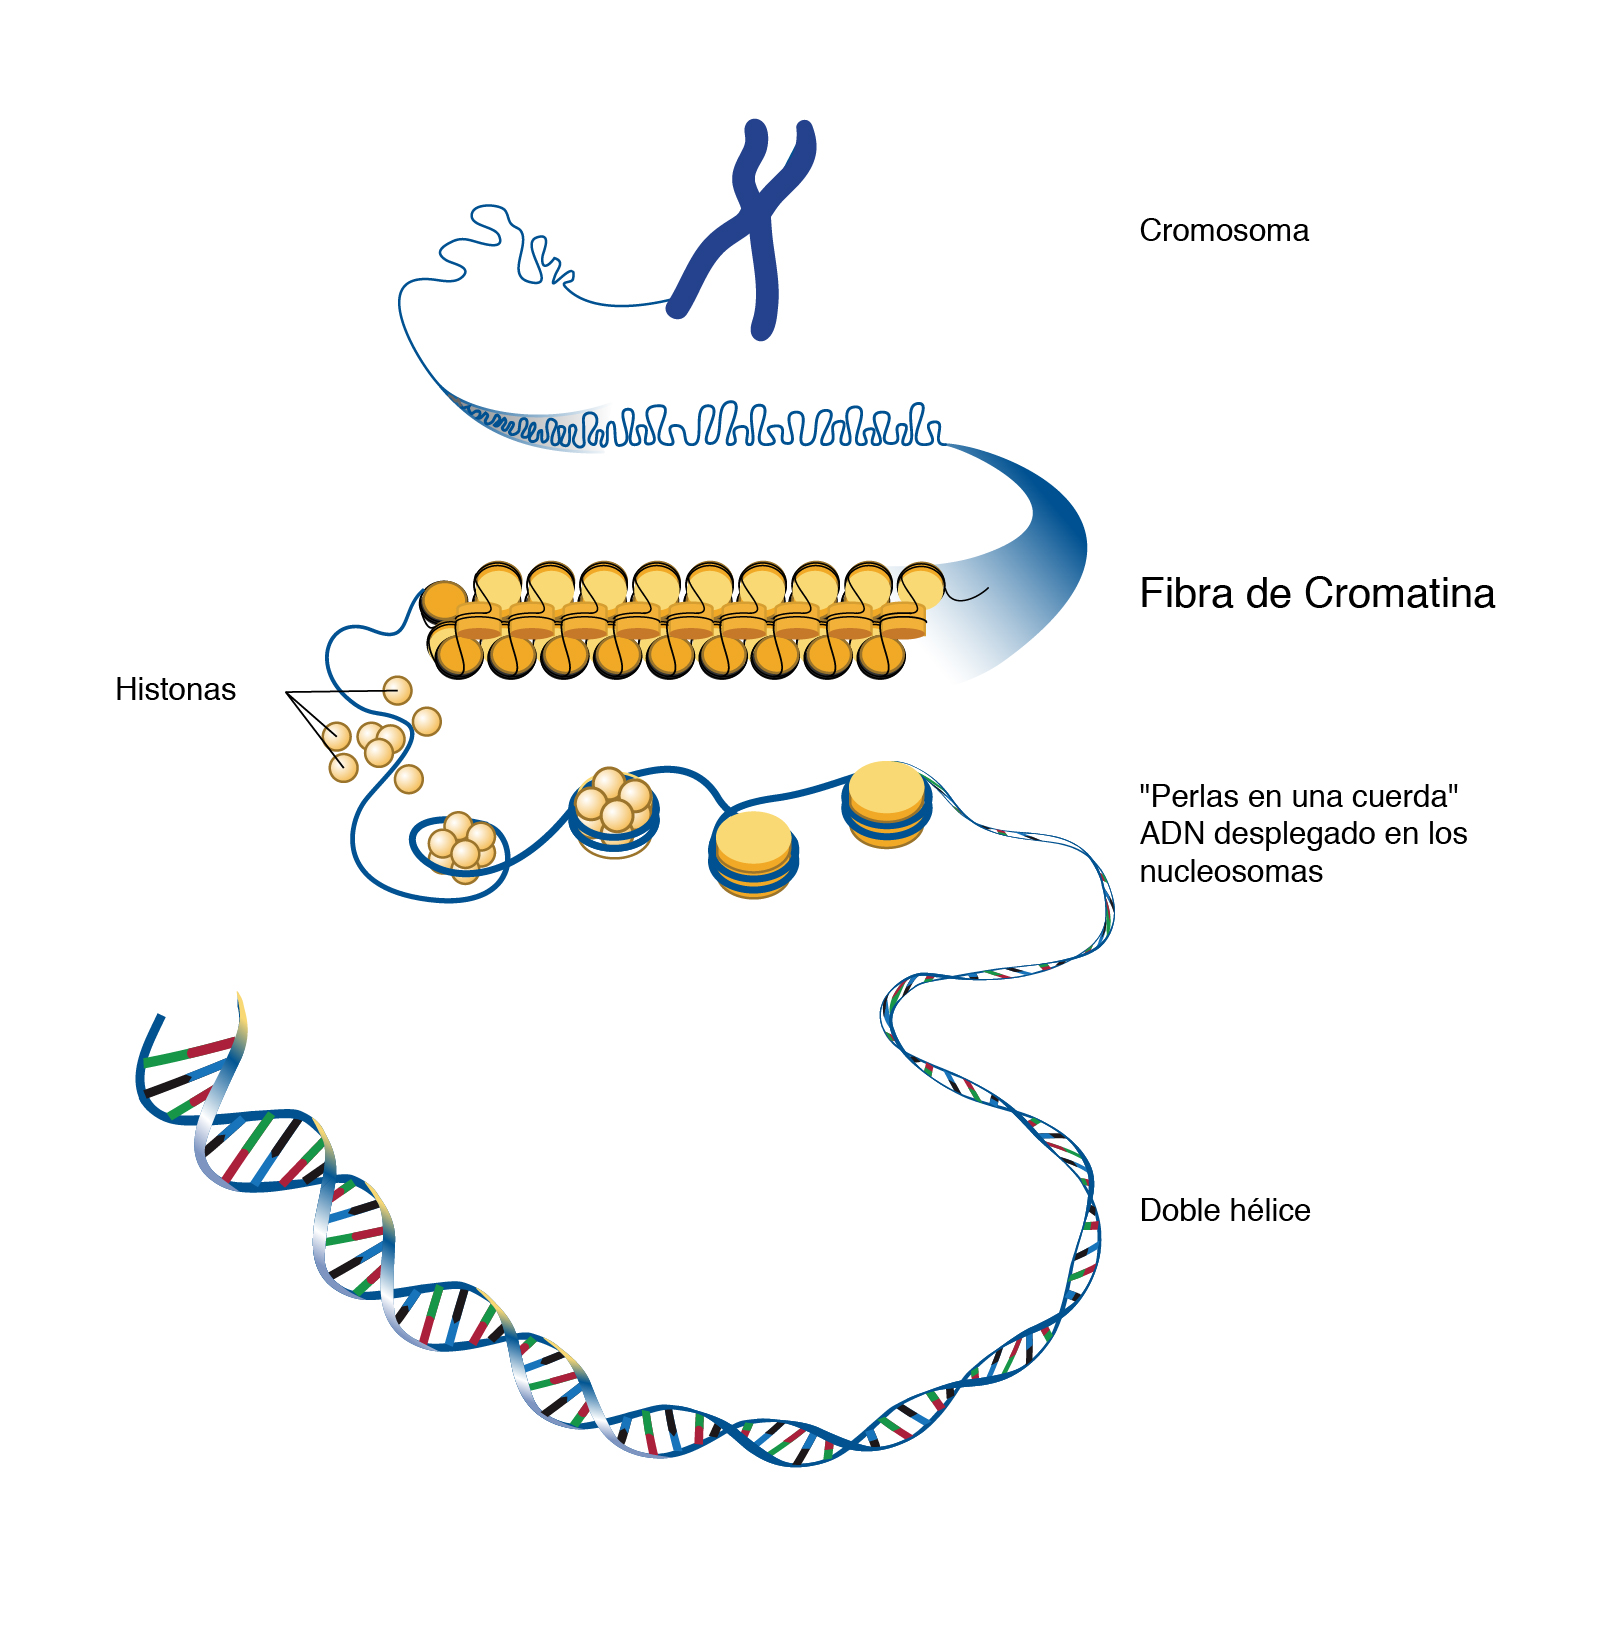 Cromosoma
Fibra de Cromatina
Histonas
"Perlas en una cuerda"
ADN desplegado en los
nucleosomas
Doble hélice